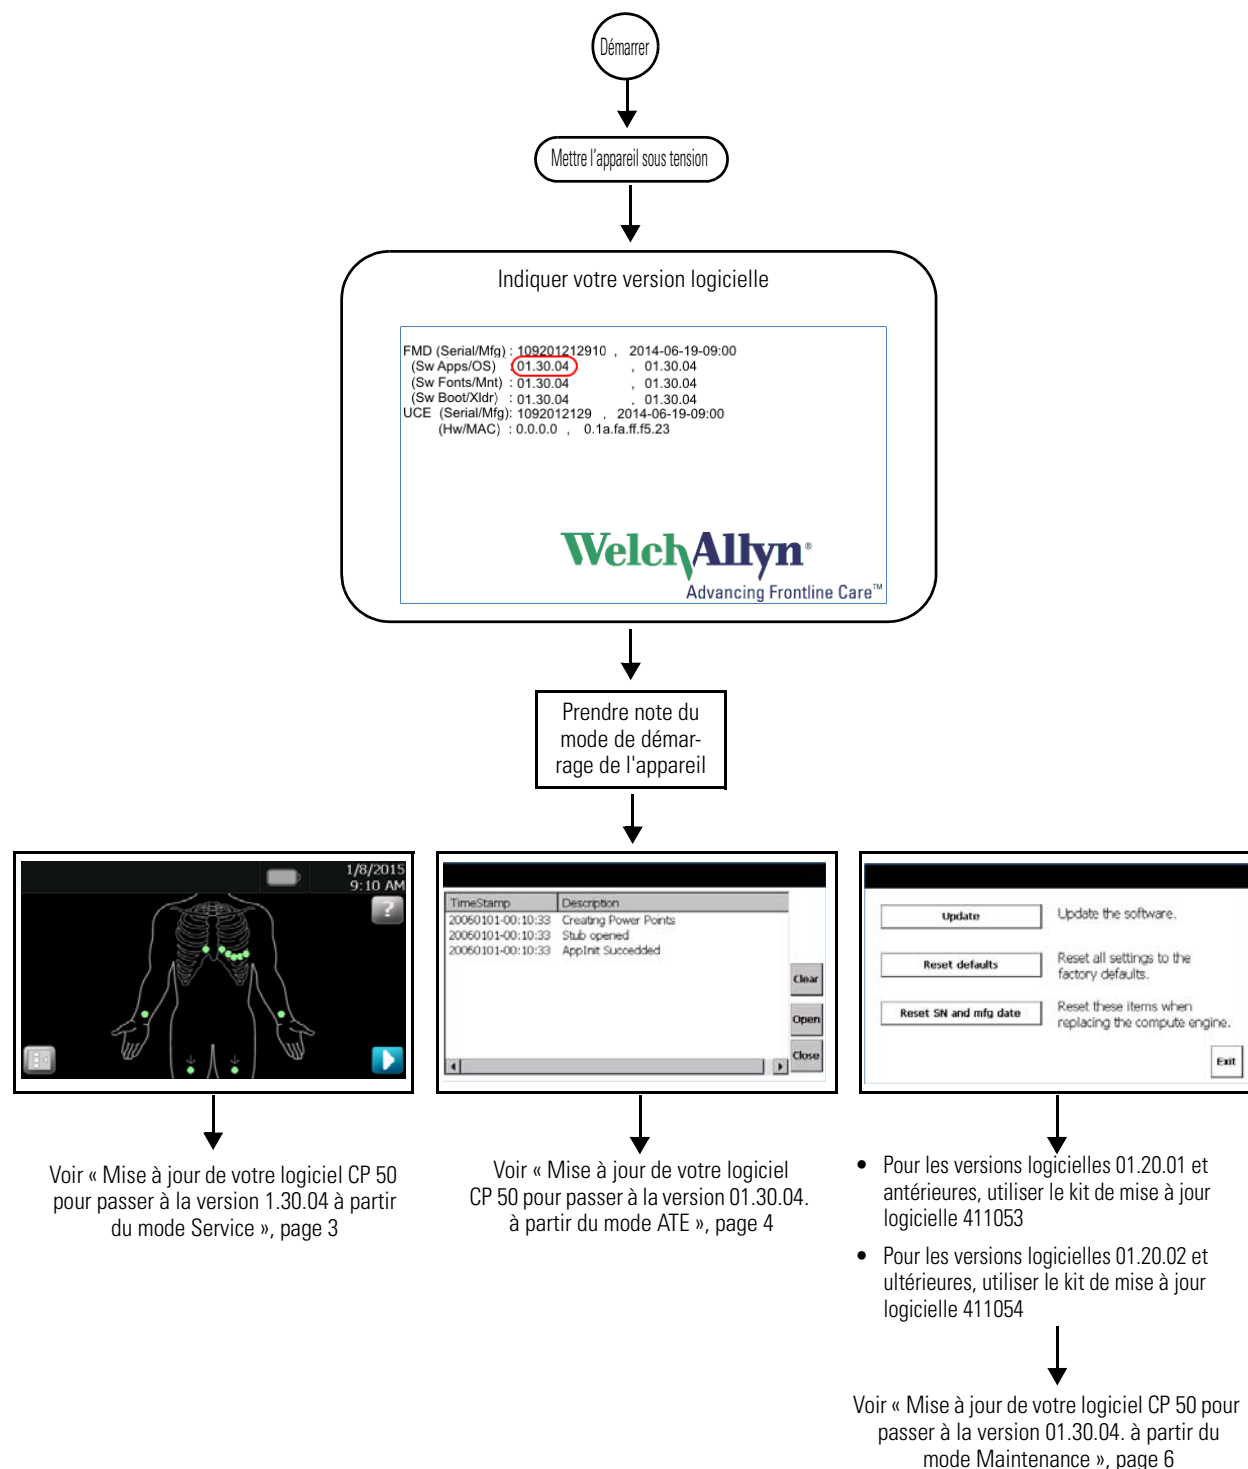 Démarrer
Mettre l'appareil sous tension
Indiquer votre version logicielle
FMD (Serial/Mfg) : 109201212910 , 2014-06-19-09:00
(Sw Apps/OS) : 01.30.04 , 01.30.04
(Sw Fonts/Mnt) : 01.30.04 , 01.30.04
(Sw Boot/Xldr) : 01.30.04 , 01.30.04
UCE (Serial/Mfg): 1092012129 , 2014-06-19-09:00
(Hw/MAC) : 0.0.0.0 , 0.1a.fa.ff.f5.23
WelchAllyn®
Advancing Frontline Care™
Prendre note du
mode de démar-
rage de l'appareil
1/8/2015
9:10 AM
?
Voir « Mise à jour de votre logiciel CP 50
pour passer à la version 1.30.04 à partir
du mode Service », page 3
TimeStamp Description
20060101-00:10:33 Creating Power Points
20060101-00:10:33 Stub opened
20060101-00:10:33 AppInit Succedded
Clear
Open
Close
Voir « Mise à jour de votre logiciel
CP 50 pour passer à la version 01.30.04.
à partir du mode ATE », page 4
Update Update the software.
Reset defaults Reset all settings to the
factory defaults.
Reset SN and mfg date Reset these items when
replacing the compute engine.
Exit
• Pour les versions logicielles 01.20.01 et
antérieures, utiliser le kit de mise à jour
logicielle 411053
• Pour les versions logicielles 01.20.02 et
ultérieures, utiliser le kit de mise à jour
logicielle 411054
Voir « Mise à jour de votre logiciel CP 50 pour
passer à la version 01.30.04. à partir du
mode Maintenance », page 6